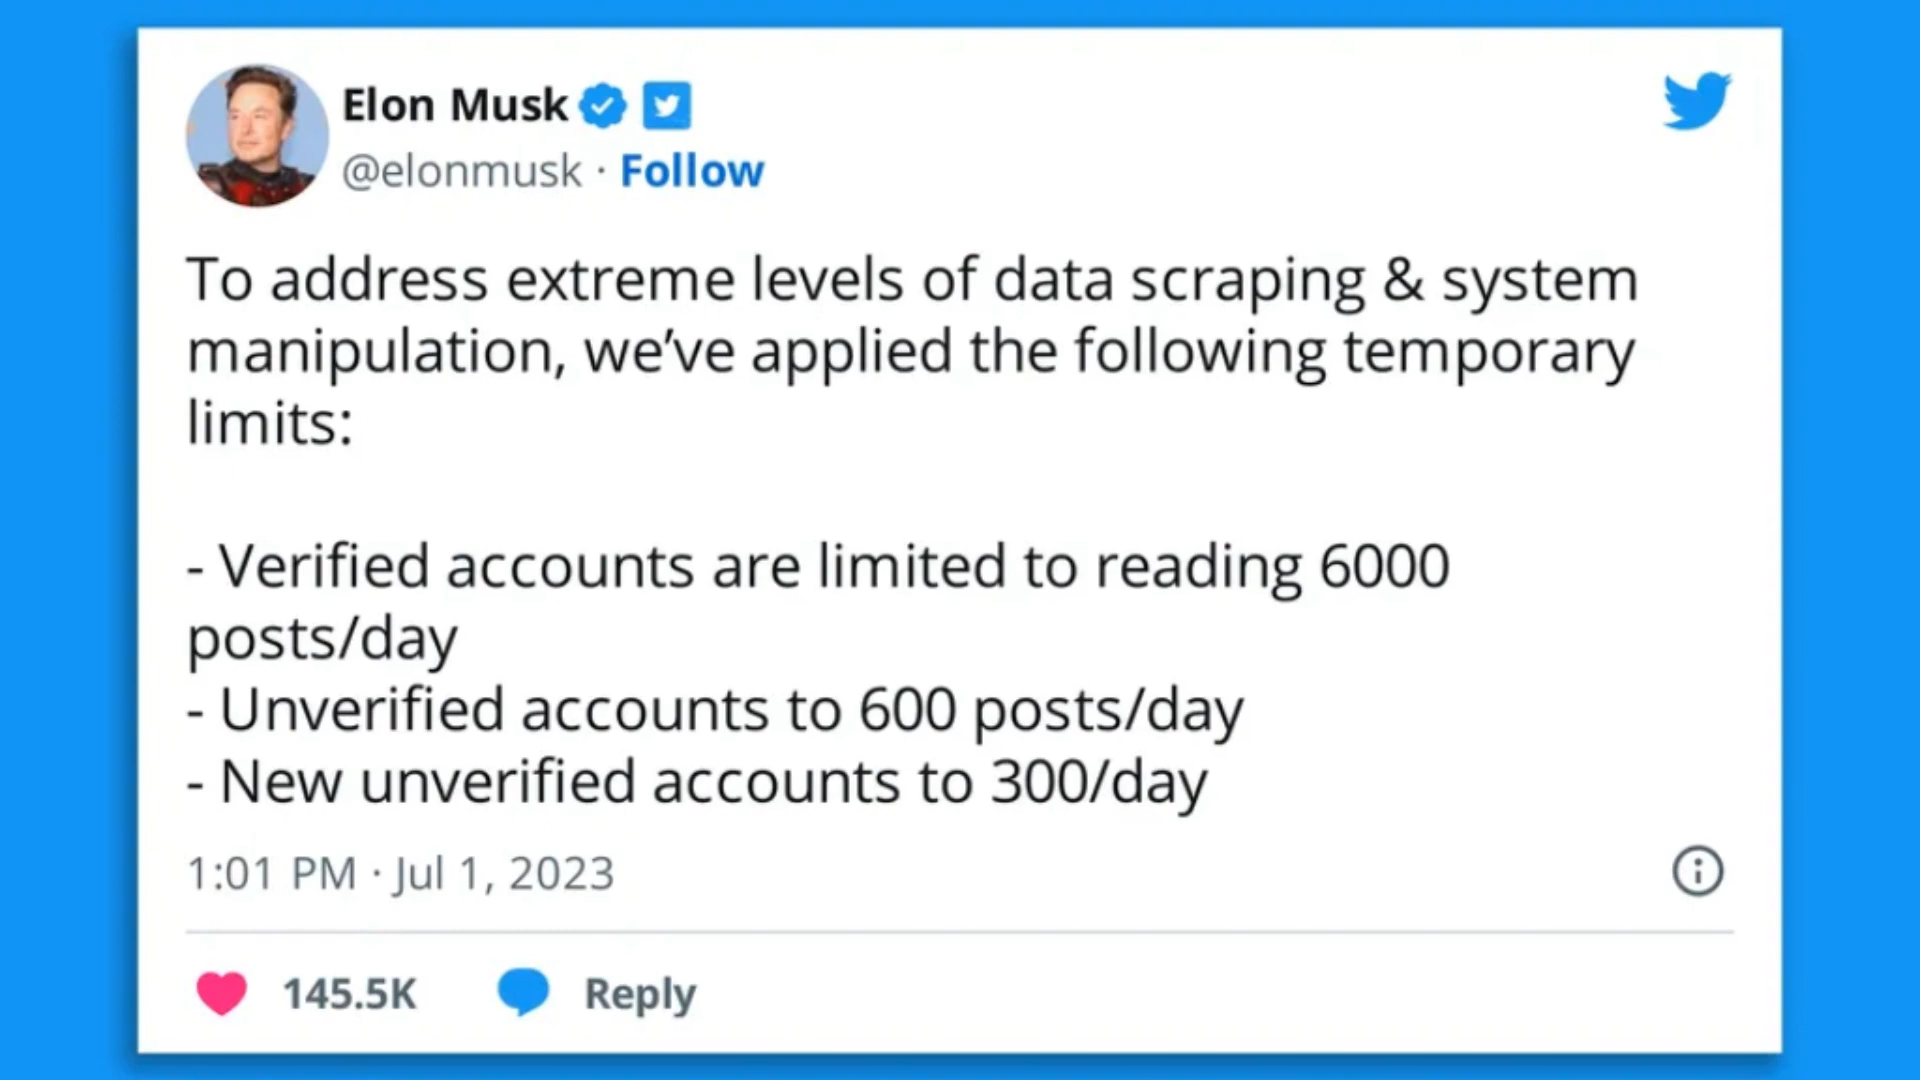 Elon Musk
@elonmusk · Follow
To address extreme levels of data scraping & system
manipulation, we’ve applied the following temporary
limits:
- Verified accounts are limited to reading 6000
posts/day
- Unverified accounts to 600 posts/day
- New unverified accounts to 300/day
1:01 PM · Jul 1, 2023
145.5K Reply